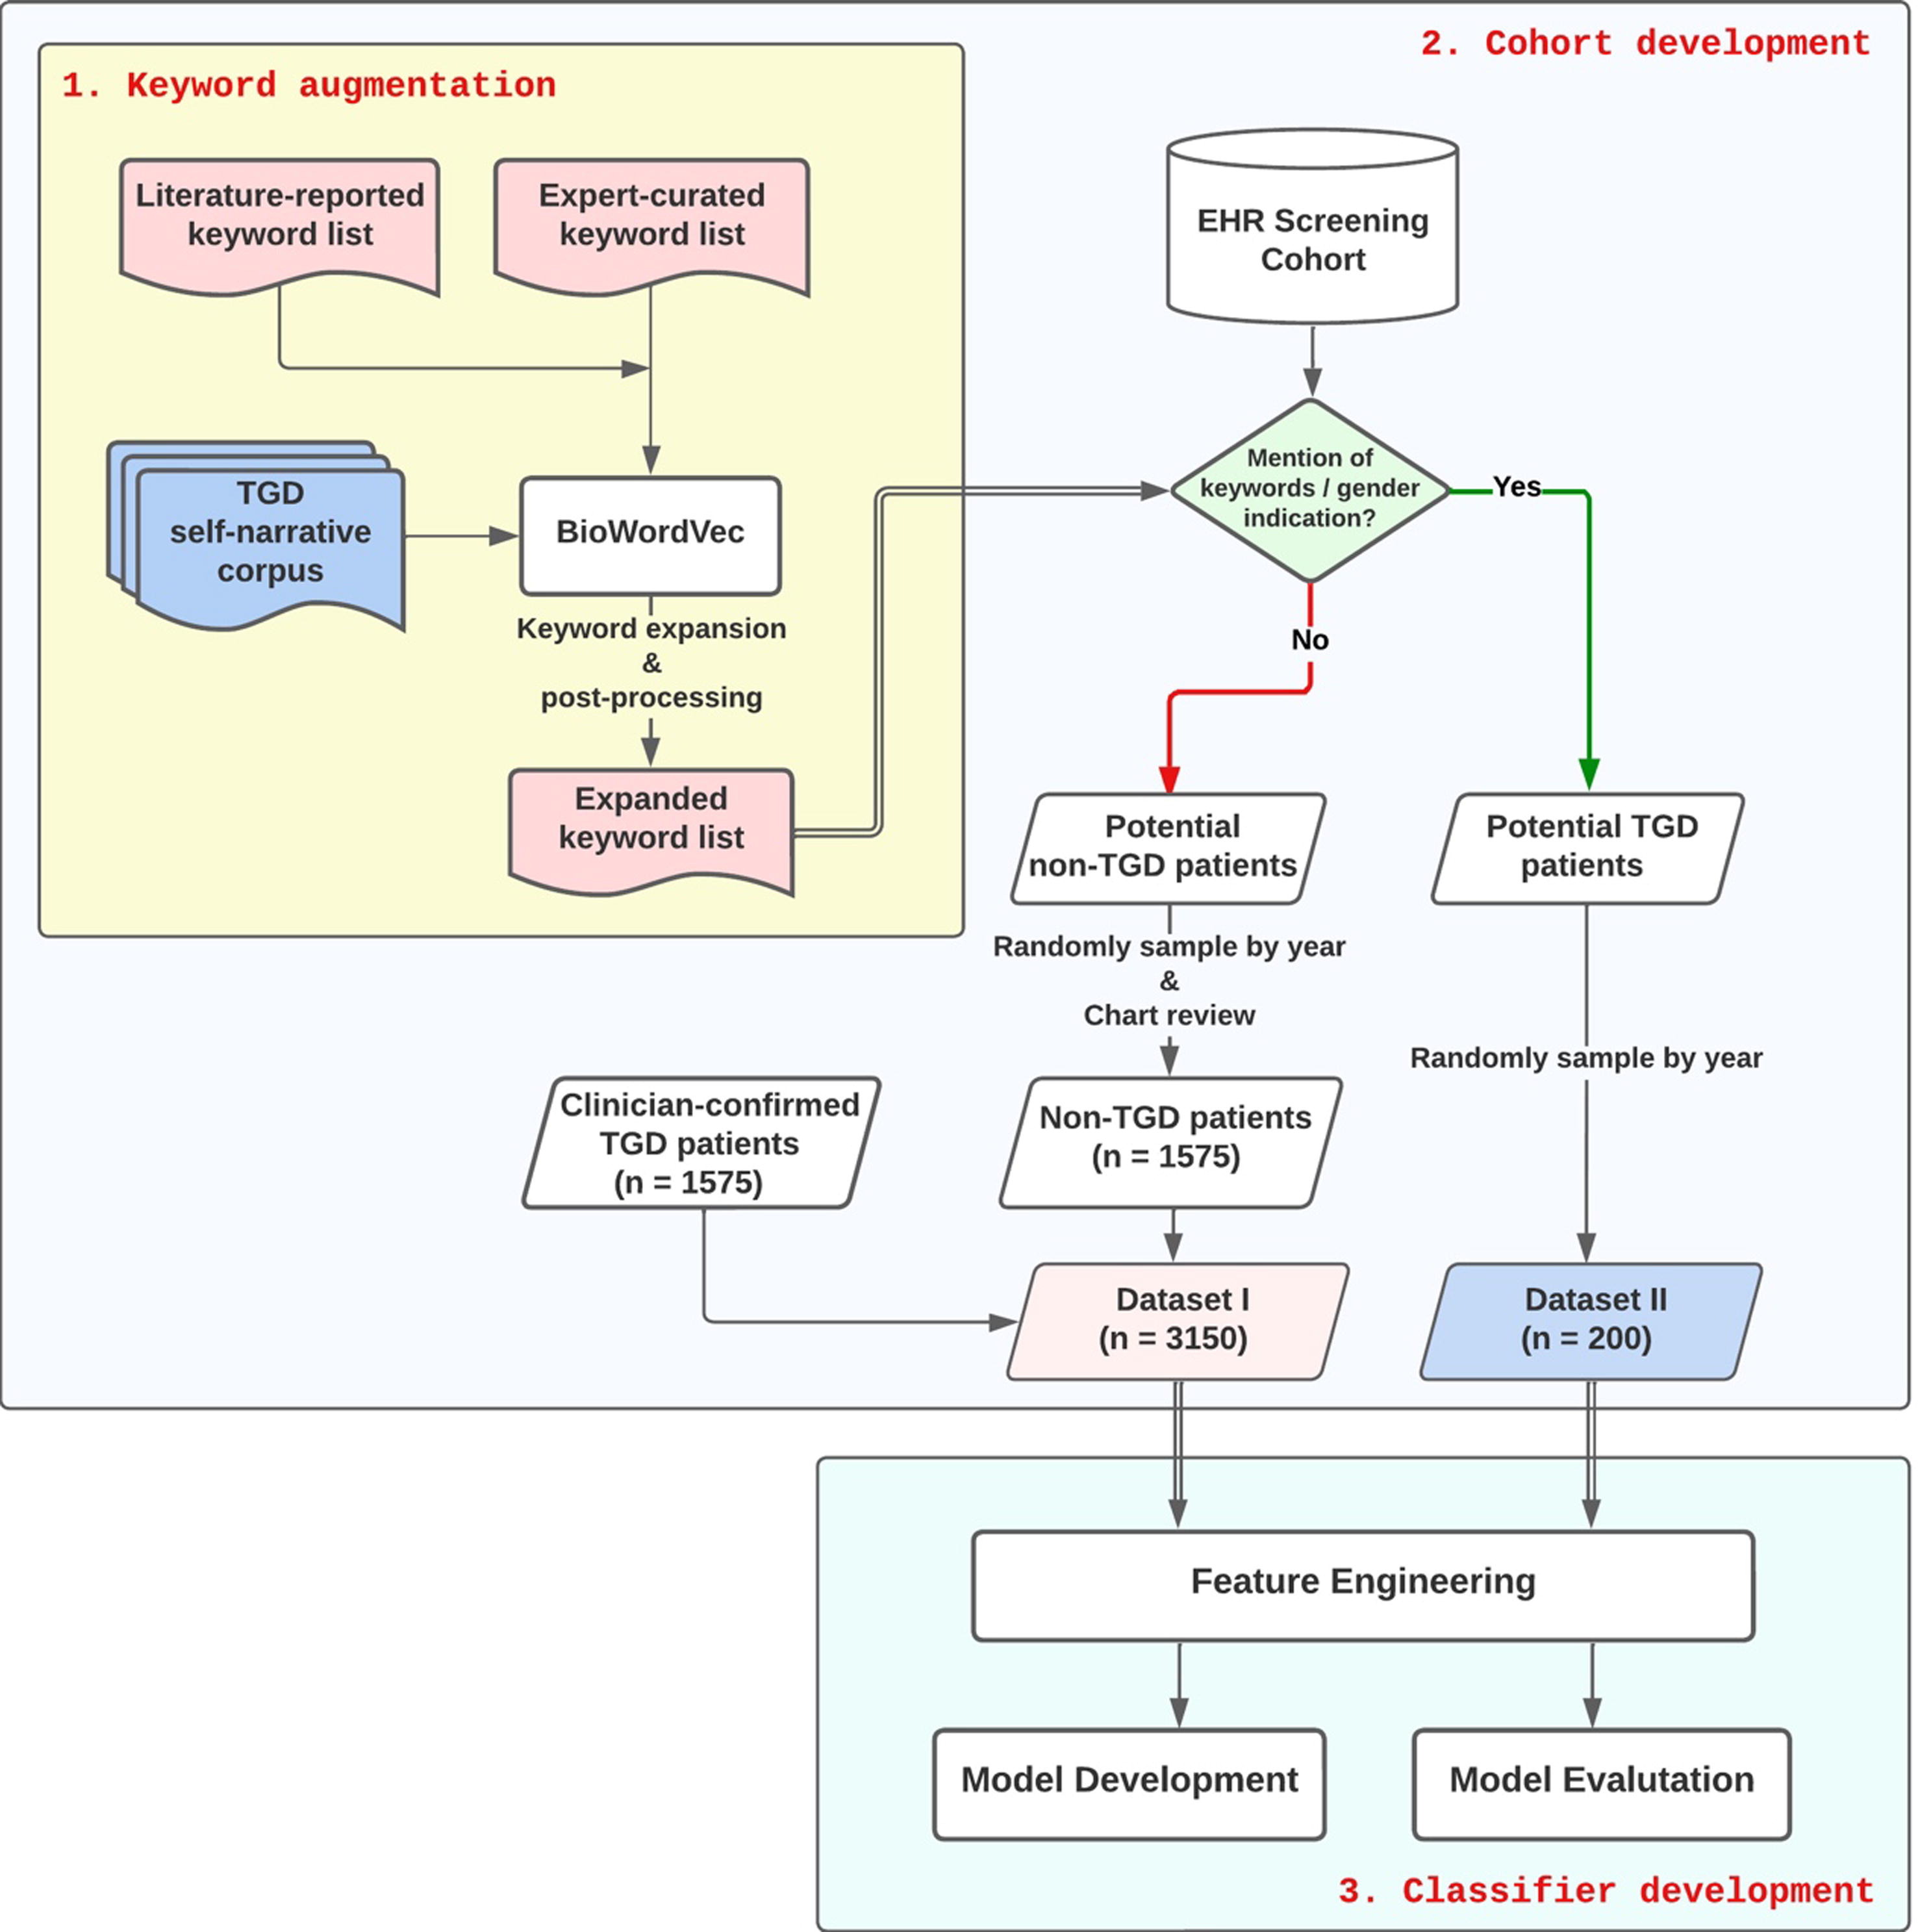 2. Cohort development
1. Keyword augmentation
Literature-reported
keyword list
Expert-curated
keyword list
EHR Screening
Cohort
TGD
self-narrative
corpus
BioWordVec
Mention of
keywords / gender
indication?
Yes
No
Keyword expansion
&
post-processing
Expanded
keyword list
Potential
non-TGD patients
Potential TGD
patients
Randomly sample by year
&
Chart review
Randomly sample by year
Clinician-confirmed
TGD patients
(n = 1575)
Non-TGD patients
(n = 1575)
Dataset I
(n = 3150)
Dataset II
(n = 200)
Feature Engineering
Model Development
Model Evalutation
3. Classifier development